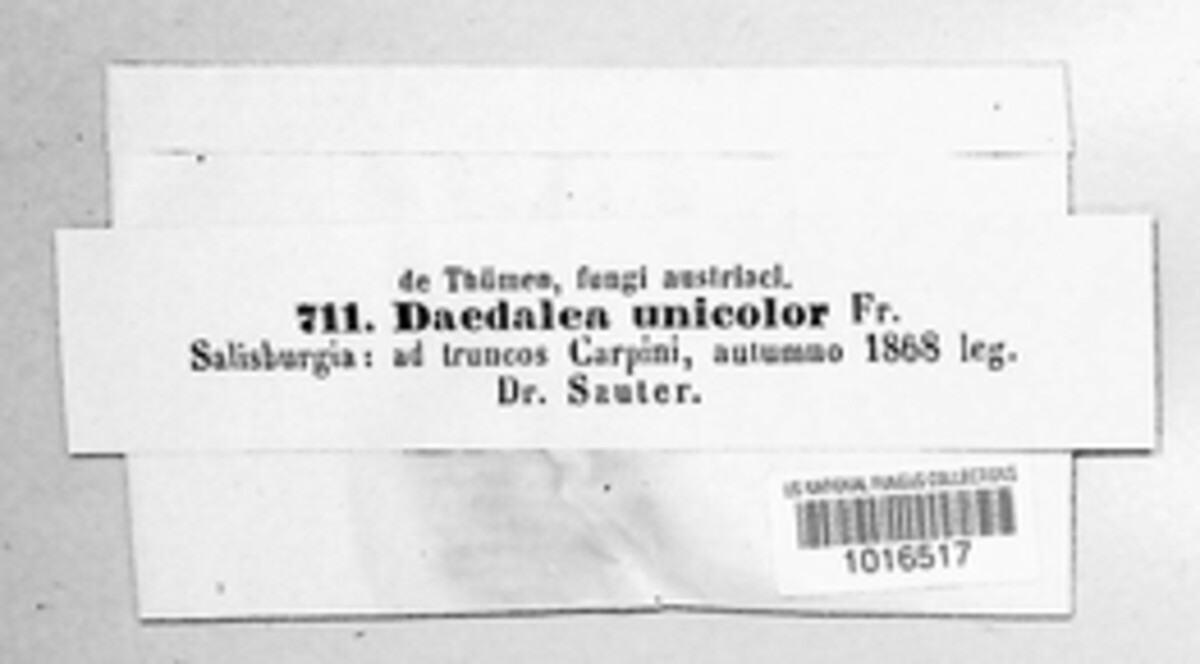 de Thümen, fungi austriaci.
711. Daedalea unicolor Fr.
Salisburgia: ad truncos Carpini, autumno 1868 leg.
Dr. Sauter.
US NATIONAL FUNGUS COLLECTIONS
1016517